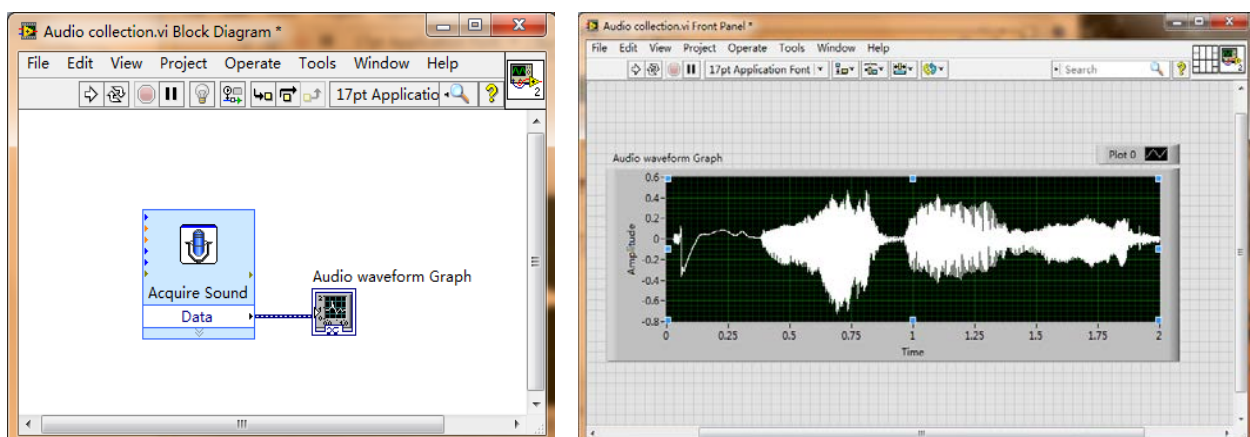 Audio collection.vi Block Diagram *
File Edit View Project Operate Tools Window Help
17pt Applicatio
2
Acquire Sound
Data
Audio waveform Graph
Audio collection.vi Front Panel *
File Edit View Project Operate Tools Window Help
17pt Application Font
Search
2
Audio waveform Graph
Plot 0
Amplitude
0.6
0.4
0.2
0
-0.2
-0.4
-0.6
-0.8
0 0.25 0.5 0.75 1 1.25 1.5 1.75 2
Time